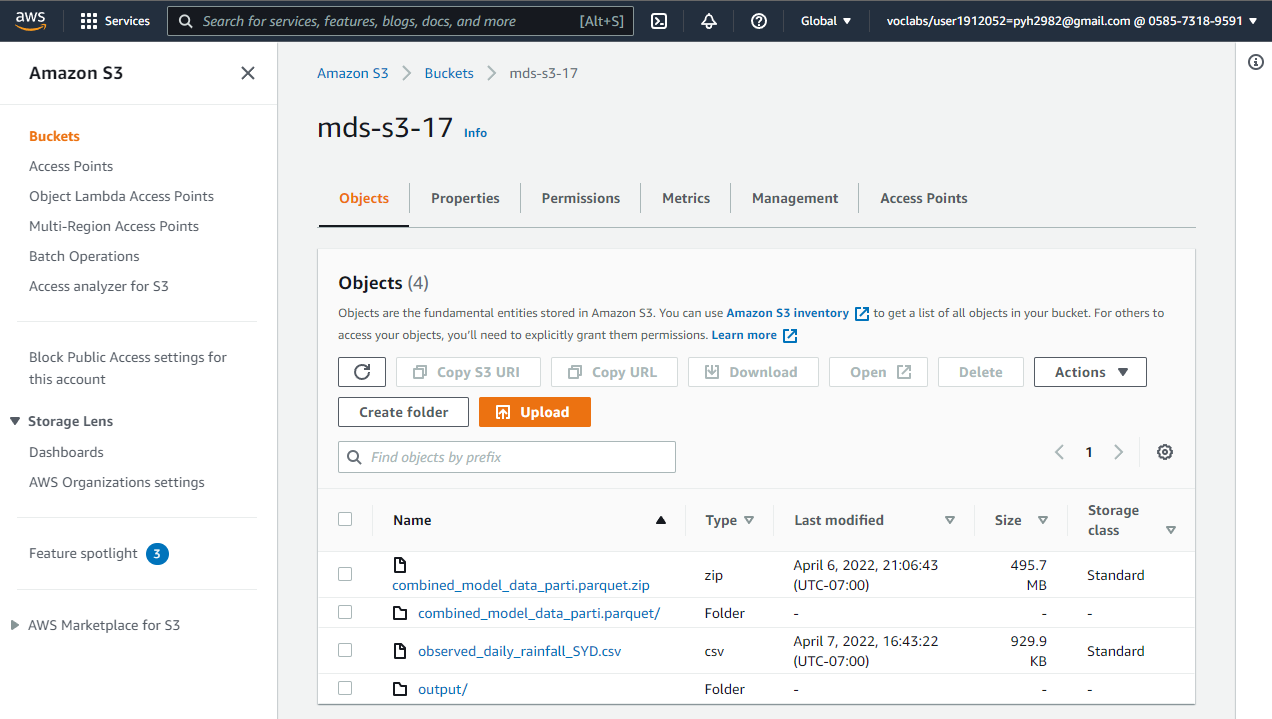 aws Services Search for services, features, blogs, docs, and more [Alt+S] Global ▼ voclabs/user1912052=pyh2982@gmail.com @ 0585-7318-9591 ▼
Amazon S3
Buckets
Access Points
Object Lambda Access Points
Multi-Region Access Points
Batch Operations
Access analyzer for S3
Block Public Access settings for
this account
Storage Lens
Dashboards
AWS Organizations settings
Feature spotlight 3
AWS Marketplace for S3
Amazon S3 Buckets mds-s3-17
mds-s3-17 Info
Objects Properties Permissions Metrics Management Access Points
Objects (4)
Objects are the fundamental entities stored in Amazon S3. You can use Amazon S3 inventory to get a list of all objects in your bucket. For others to
access your objects, you'll need to explicitly grant them permissions. Learn more
Copy S3 URI Copy URL Download Open Delete Actions ▼
Create folder Upload
Find objects by prefix
1
Name Type Last modified Size Storage
class
combined_model_data_parti.parquet.zip zip April 6, 2022, 21:06:43 495.7 Standard
(UTC-07:00) MB
combined_model_data_parti.parquet/ Folder - - -
observed_daily_rainfall_SYD.csv csv April 7, 2022, 16:43:22 929.9 Standard
(UTC-07:00) KB
output/ Folder - - -